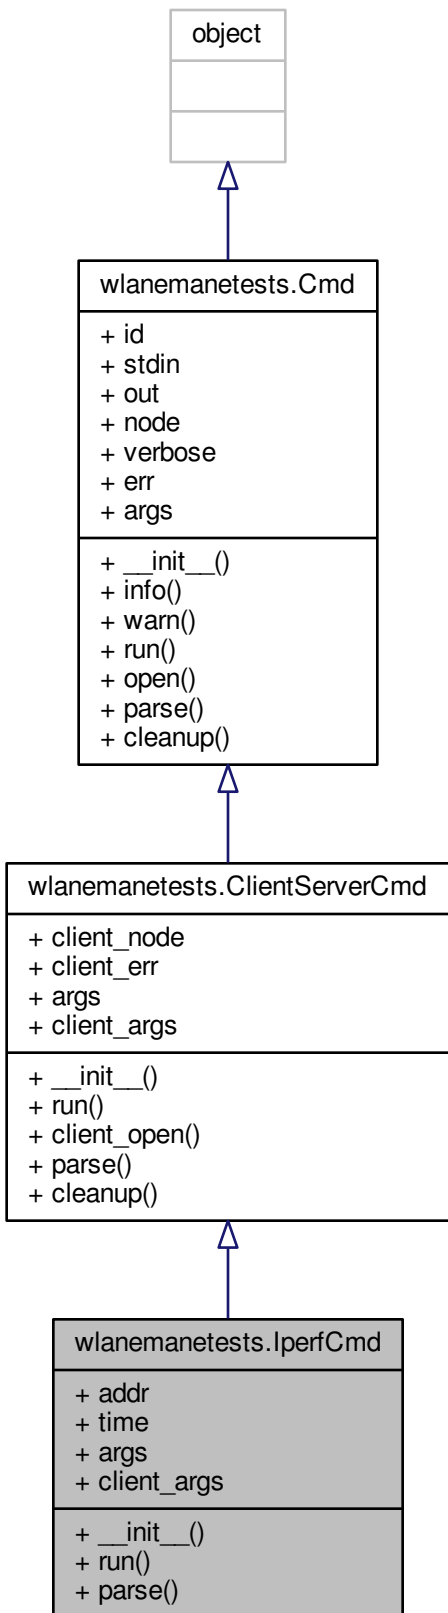 object
wlanemanetests.Cmd
+ id
+ stdin
+ out
+ node
+ verbose
+ err
+ args
+ __init__()
+ info()
+ warn()
+ run()
+ open()
+ parse()
+ cleanup()
wlanemanetests.ClientServerCmd
+ client_node
+ client_err
+ args
+ client_args
+ __init__()
+ run()
+ client_open()
+ parse()
+ cleanup()
wlanemanetests.IperfCmd
+ addr
+ time
+ args
+ client_args
+ __init__()
+ run()
+ parse()